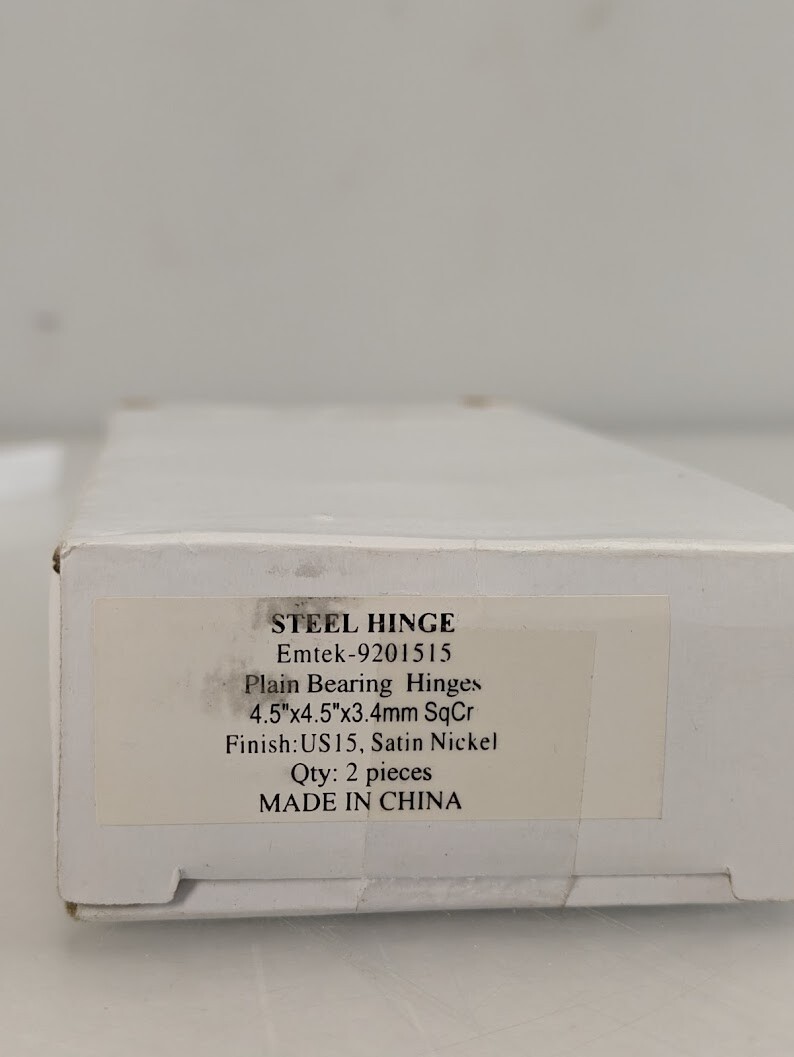 STEEL HINGE
Emtek-9201515
Plain Bearing Hinges
4.5"x4.5"x3.4mm SqCr
Finish:US15, Satin Nickel
Qty: 2 pieces
MADE IN CHINA